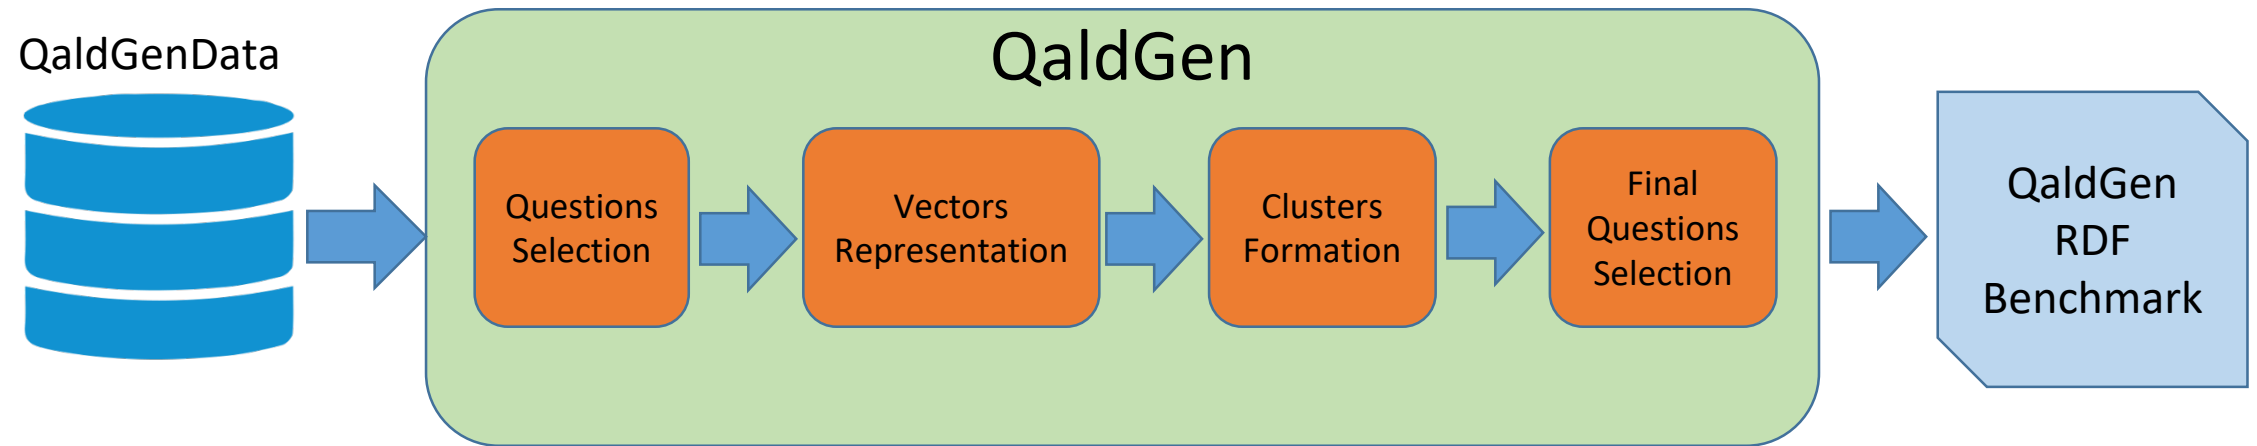 QaldGenData
QaldGen
Questions
Selection
Vectors
Representation
Clusters
Formation
Final
Questions
Selection
QaldGen
RDF
Benchmark